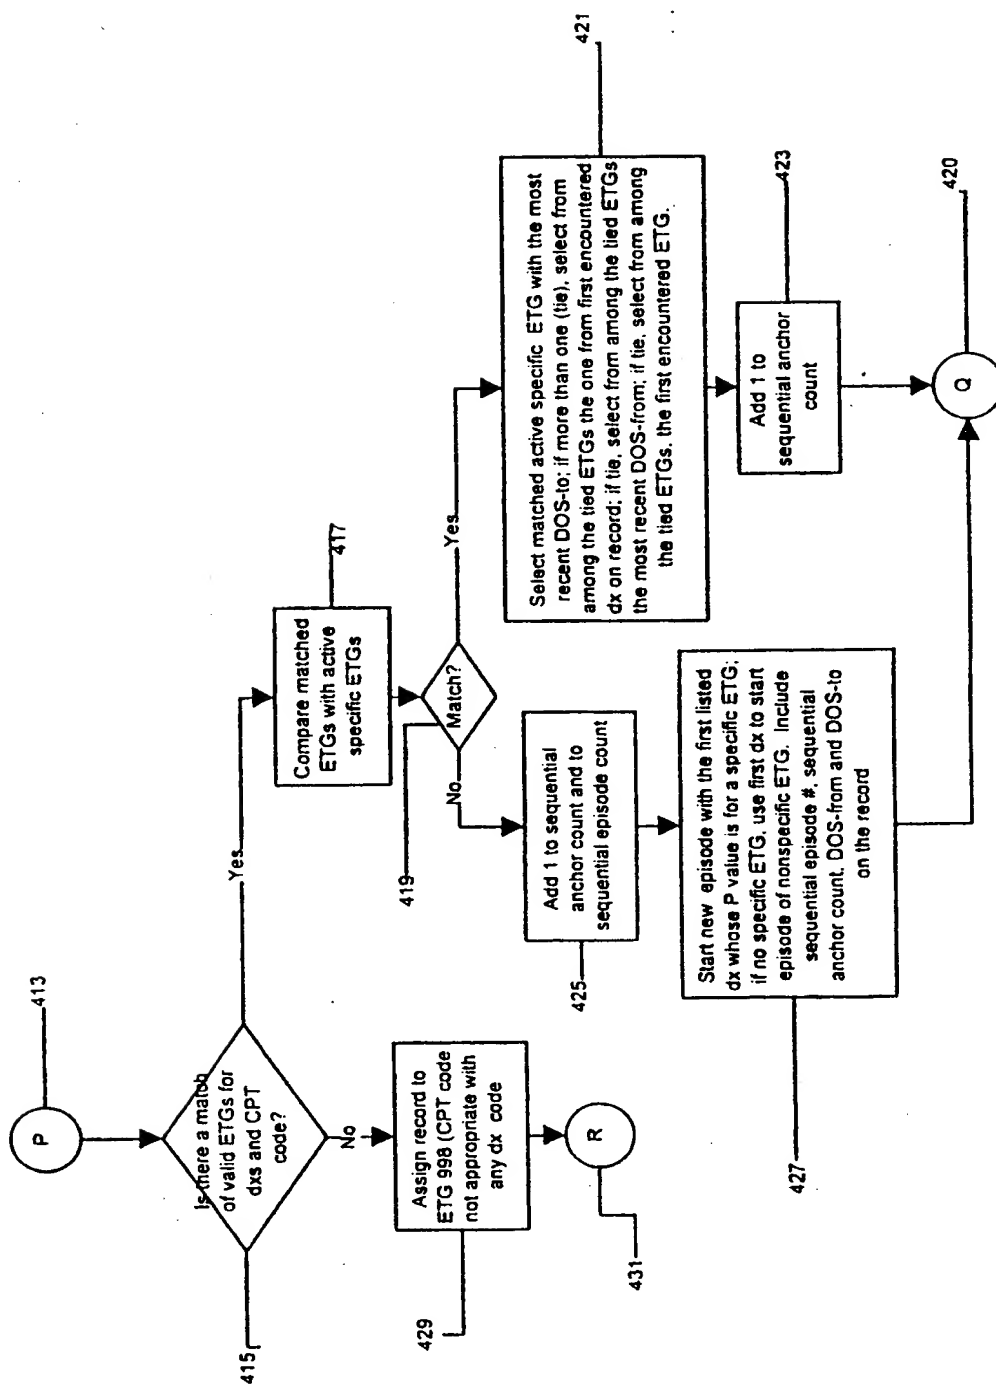 P
413
Is there a match
of valid ETGs for
dxs and CPT
code?
415
Yes
No
Assign record to
ETG 998 (CPT code
not appropriate with
any dx code
429
R
431
Compare matched
ETGs with active
specific ETGs
417
Match?
419
Yes
No
Select matched active specific ETG with the most
recent DOS-to; if more than one (tie), select from
among the tied ETGs the one from first encountered
dx on record; if tie, select from among the tied ETGs
the most recent DOS-from; if tie, select from among
the tied ETGs, the first encountered ETG.
421
Add 1 to
sequential anchor
count
423
Add 1 to sequential
anchor count and to
sequential episode count
425
Start new episode with the first listed
dx whose P value is for a specific ETG;
if no specific ETG, use first dx to start
episode of nonspecific ETG. Include
sequential episode #, sequential
anchor count, DOS-from and DOS-to
on the record
427
Q
420